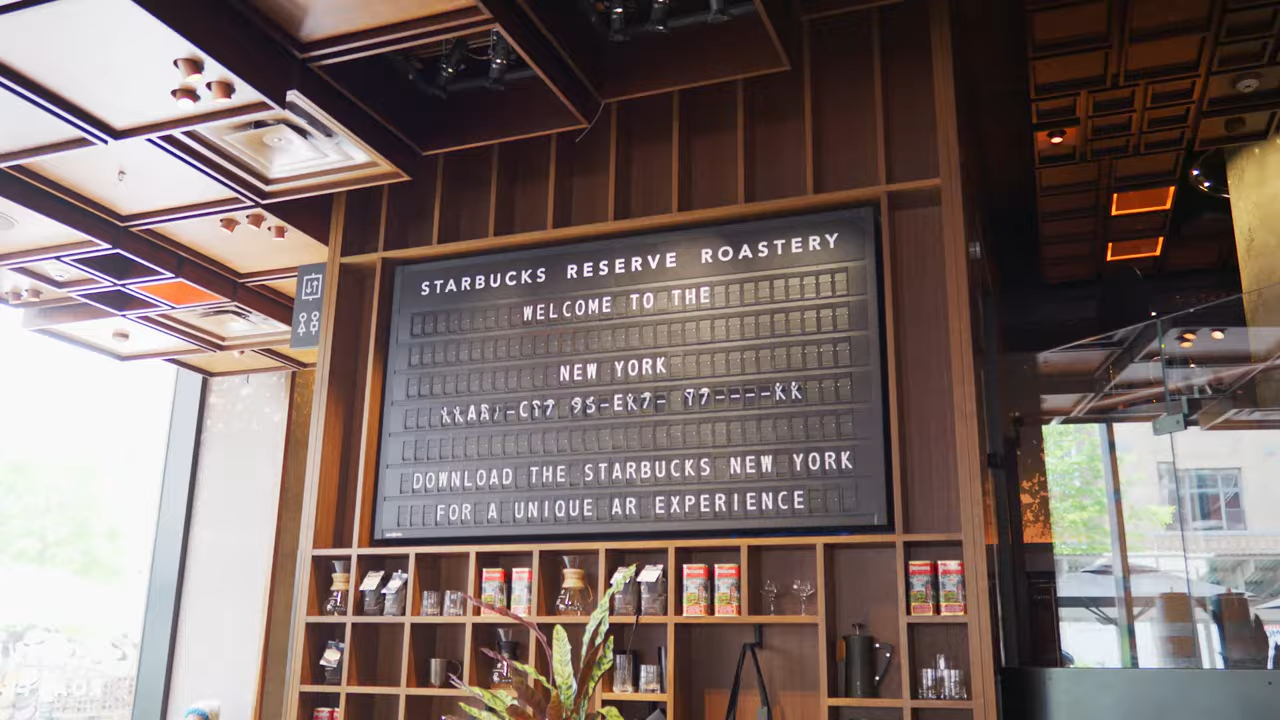 STARBUCKS RESERVE ROASTERY
WELCOME TO THE
NEW YORK
DOWNLOAD THE STARBUCKS NEW YORK
FOR A UNIQUE AR EXPERIENCE